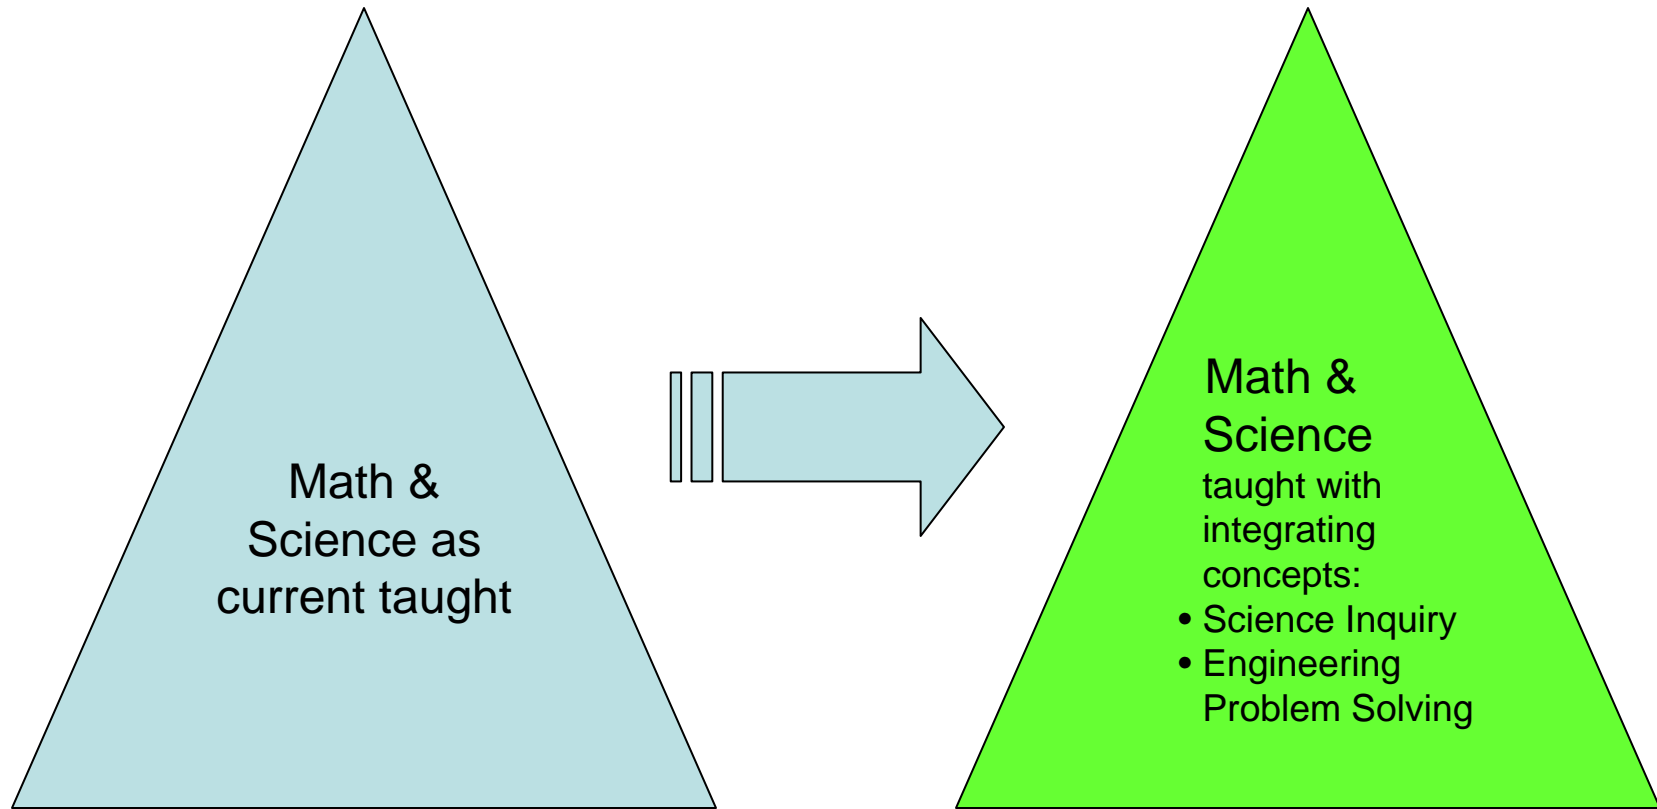 Math &
Science as
current taught
Math &
Science
taught with
integrating
concepts:
• Science Inquiry
• Engineering
Problem Solving